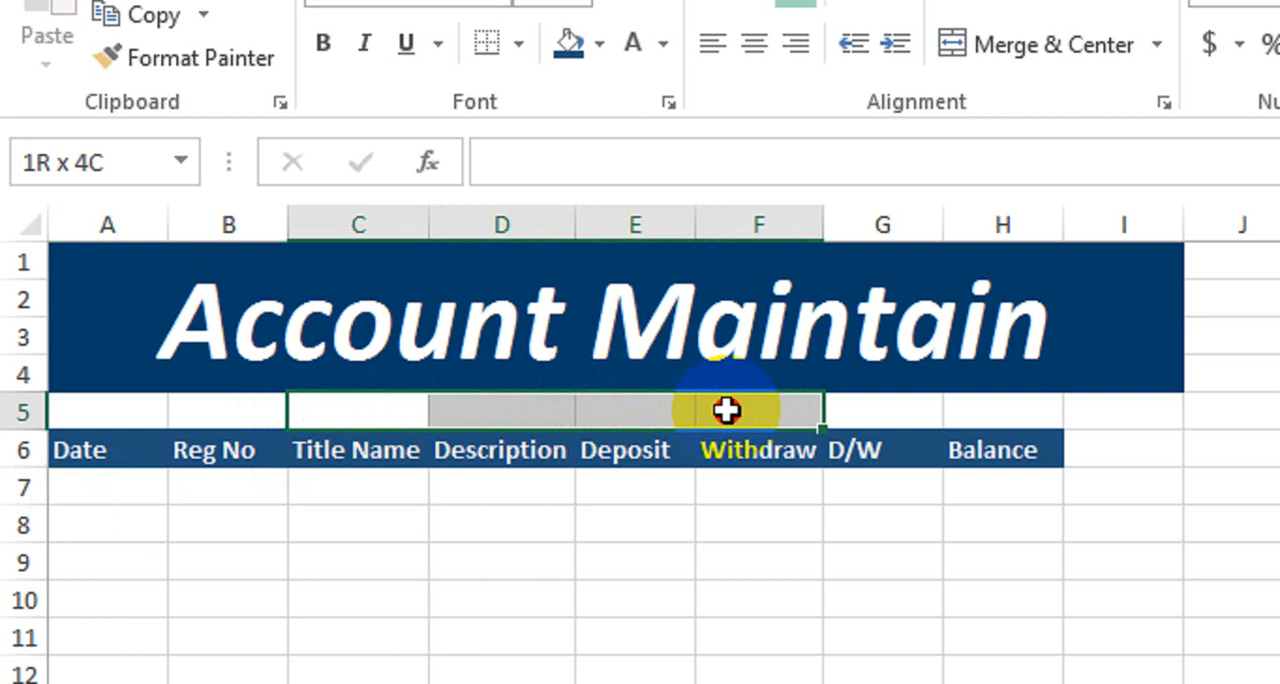 Copy
Paste
Format Painter
B I U A
Merge & Center
$ %
Clipboard
Font
Alignment
1R x 4C
fx
A B C D E F G H I J
1
Account Maintain
2
3
4
5
6 Date Reg No Title Name Description Deposit Withdraw D/W Balance
7
8
9
10
11
12